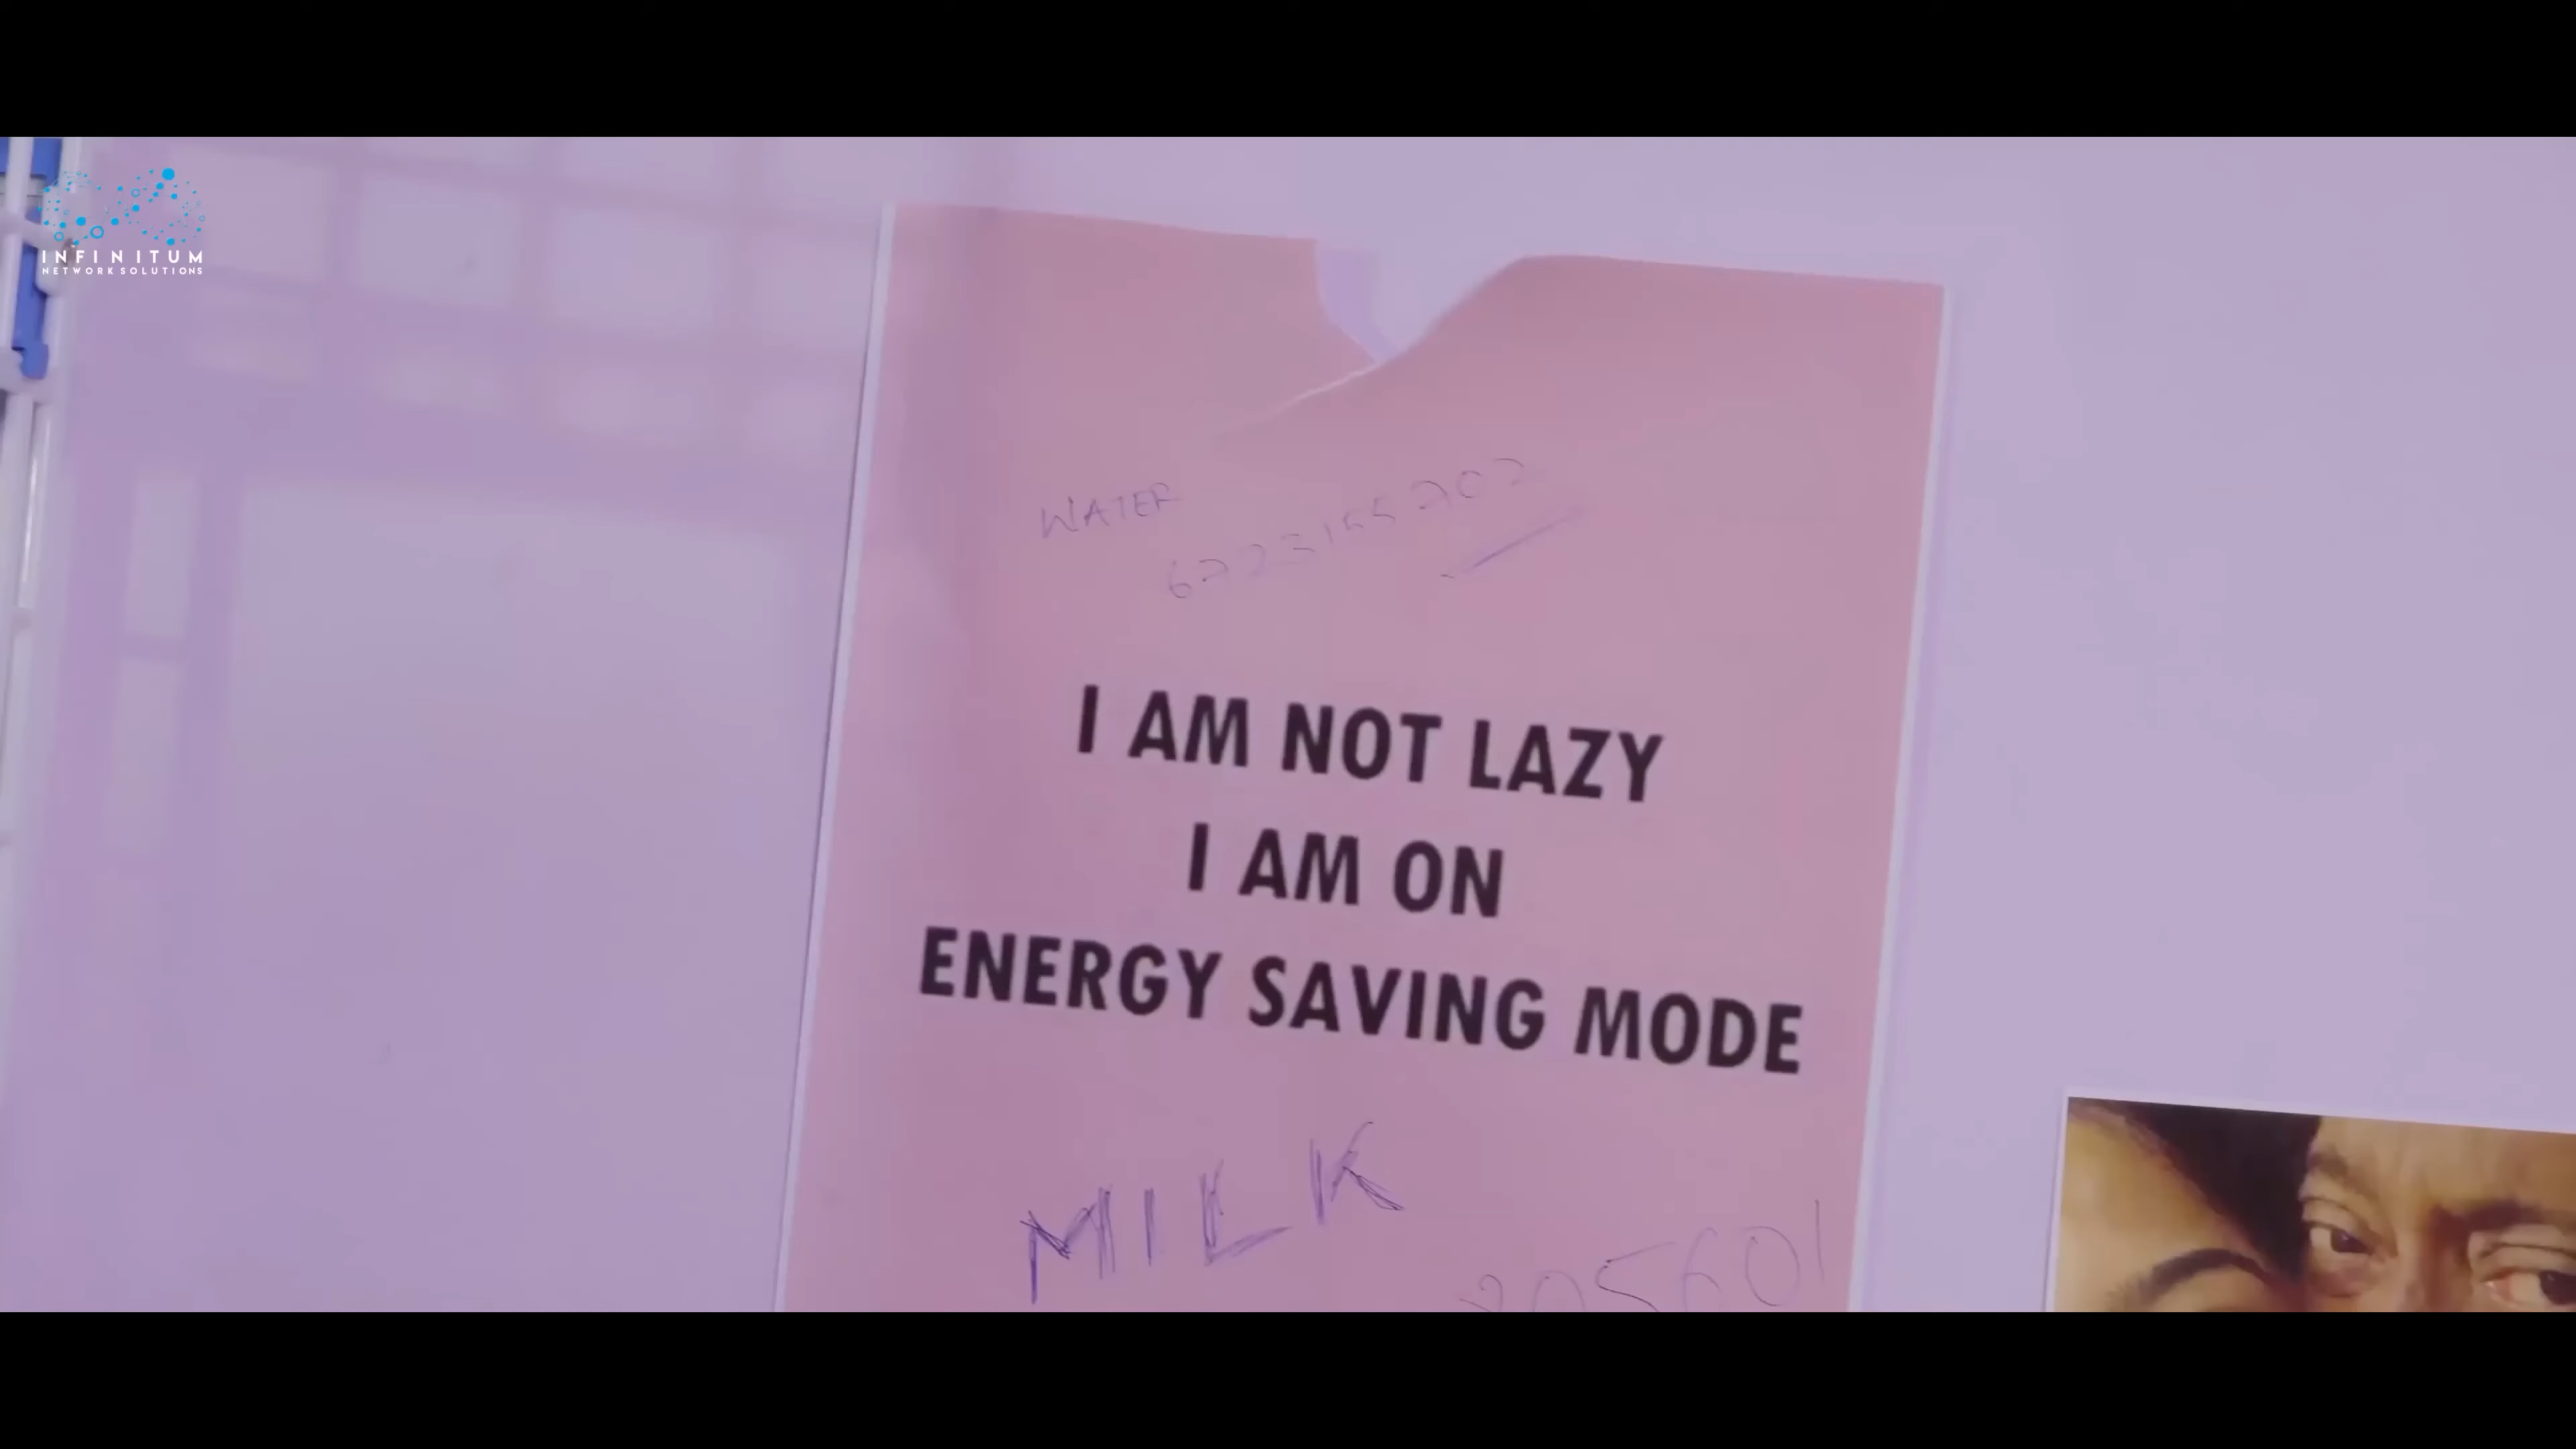 INFINITUM
NETWORK SOLUTIONS
WATER
I AM NOT LAZY
I AM ON
ENERGY SAVING MODE
MILK